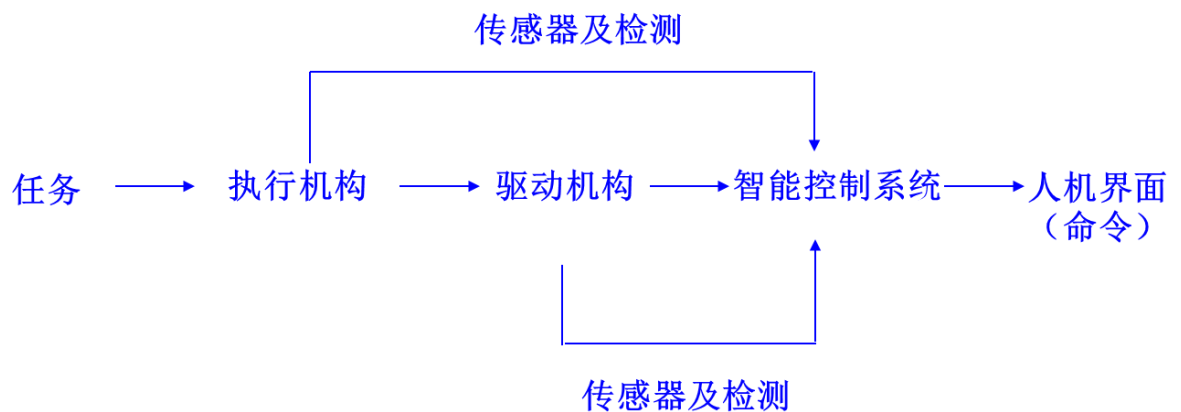 传感器及检测
任务
执行机构
驱动机构
智能控制系统
人机界面
（命令）
传感器及检测